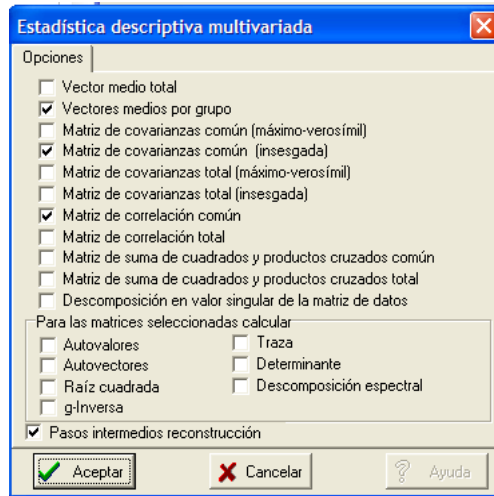 Estadística descriptiva multivariada
Opciones
Vector medio total
Vectores medios por grupo
Matriz de covarianzas común (máximo-verosímil)
Matriz de covarianzas común (insesgada)
Matriz de covarianzas total (máximo-verosímil)
Matriz de covarianzas total (insesgada)
Matriz de correlación común
Matriz de correlación total
Matriz de suma de cuadrados y productos cruzados común
Matriz de suma de cuadrados y productos cruzados total
Descomposición en valor singular de la matriz de datos
Para las matrices seleccionadas calcular
Autovalores Traza
Autovectores Determinante
Raíz cuadrada Descomposición espectral
g-Inversa
Pasos intermedios reconstrucción
Aceptar Cancelar Ayuda